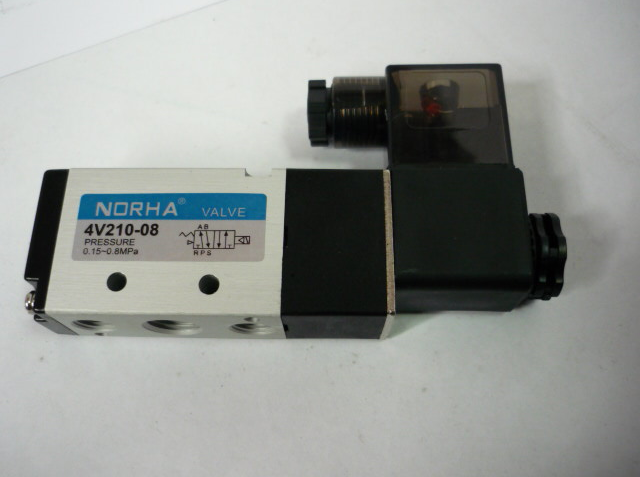 NORHA® VALVE
4V210-08
PRESSURE
0.15~0.8MPa
A B
R P S